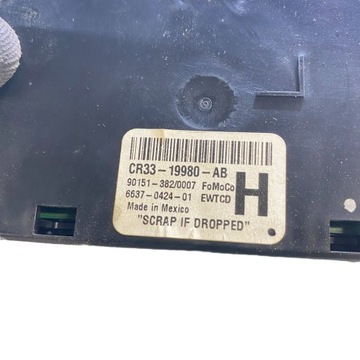 CR33-19980-AB
90151-382/0007 FoMoCo
6537-0424-01 EWTCD
H
Made in Mexico
"SCRAP IF DROPPED"